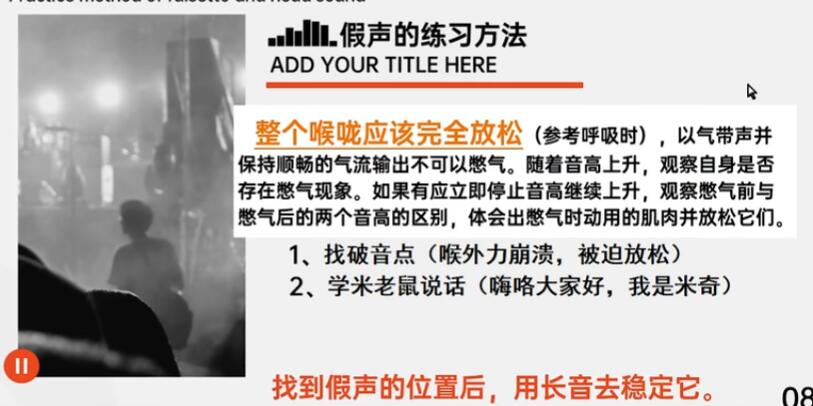 Practice method of falsetto and head sound
假声的练习方法
ADD YOUR TITLE HERE
整个喉咙应该完全放松（参考呼吸时），以气带声并
保持顺畅的气流输出不可以憋气。随着音高上升，观察自身是否
存在憋气现象。如果有应立即停止音高继续上升，观察憋气前与
憋气后的两个音高的区别，体会出憋气时动用的肌肉并放松它们。
1、找破音点（喉外力崩溃，被迫放松）
2、学米老鼠说话（嗨咯大家好，我是米奇）
找到假声的位置后，用长音去稳定它。
08